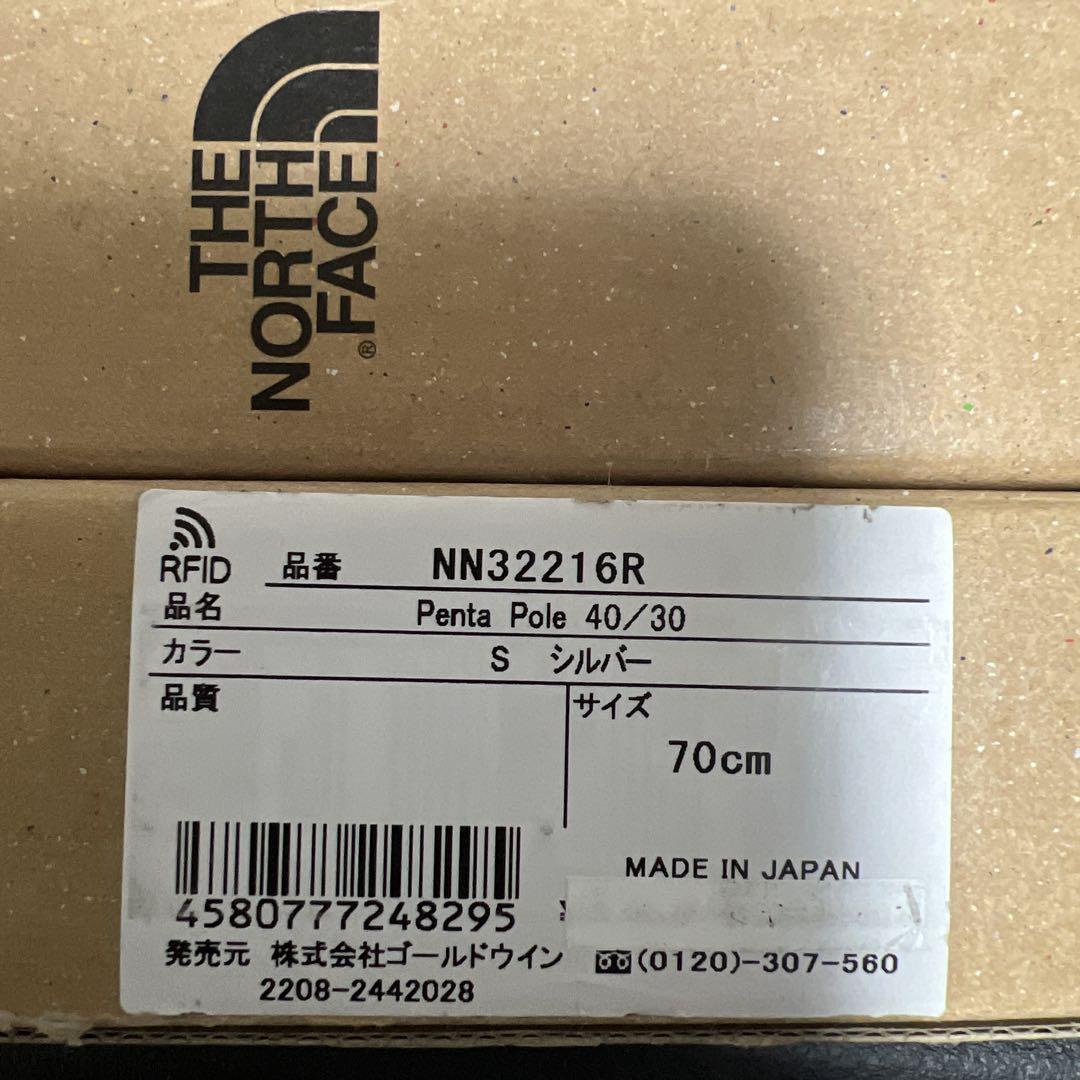 THE
NORTH
FACE®
RFID 品番 NN32216R
品名 Penta Pole 40/30
カラー S シルバー
品質 サイズ
70cm
MADE IN JAPAN
4580777248295 ¥
発売元 株式会社ゴールドウイン (0120)-307-560
2208-2442028